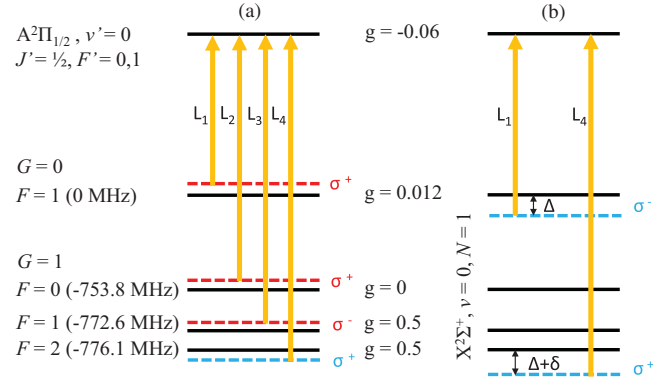 (a)
(b)
A²Π₁/₂ , v’= 0
J’= ½, F’= 0,1
g = -0.06
L₁
L₂
L₃
L₄
L₁
L₄
G = 0
F = 1 (0 MHz)
σ⁺
g = 0.012
Δ
σ⁻
G = 1
F = 0 (-753.8 MHz)
σ⁺
g = 0
F = 1 (-772.6 MHz)
σ⁻
g = 0.5
F = 2 (-776.1 MHz)
σ⁺
g = 0.5
Δ+δ
σ⁺
X²Σ⁺, v = 0, N = 1